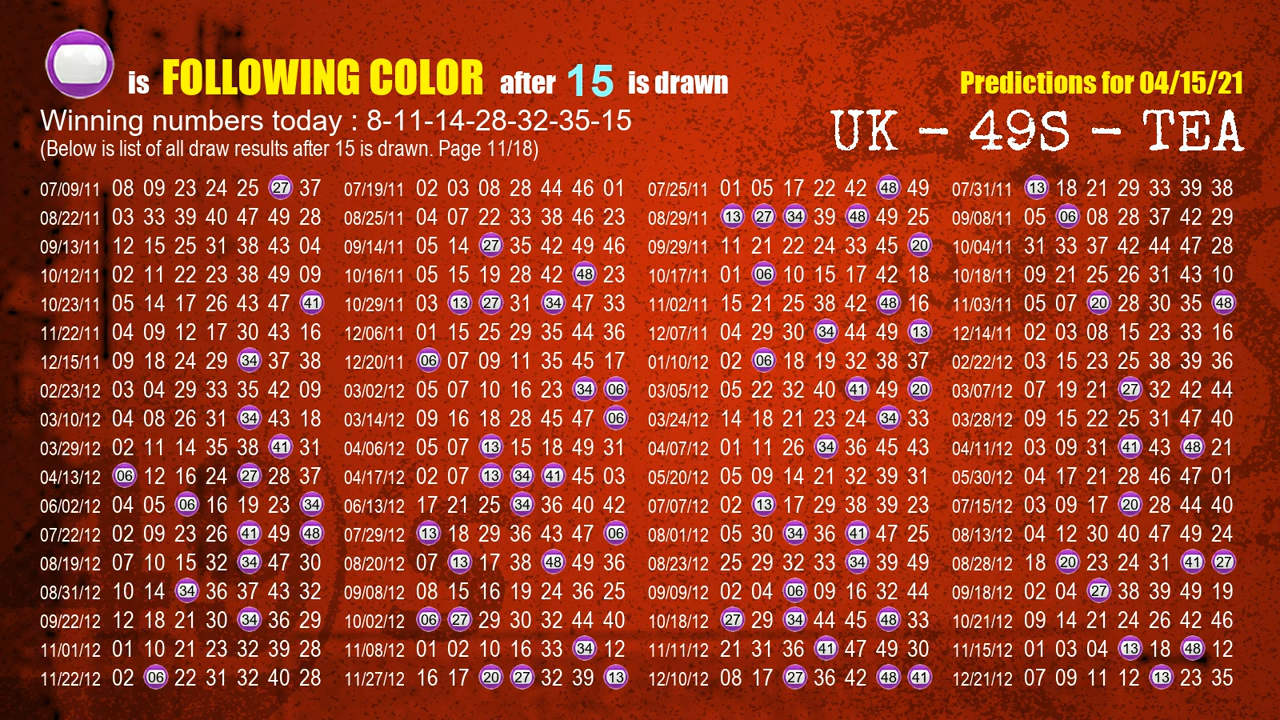 is FOLLOWING COLOR after 15 is drawn
Predictions for 04/15/21
Winning numbers today : 8-11-14-28-32-35-15
UK - 49S - TEA
(Below is list of all draw results after 15 is drawn. Page 11/18)
07/09/11 08 09 23 24 25 27 37 07/19/11 02 03 08 28 44 46 01 07/25/11 01 05 17 22 42 48 49 07/31/11 13 18 21 29 33 39 38
08/22/11 03 33 39 40 47 49 28 08/25/11 04 07 22 33 38 46 23 08/29/11 13 27 34 39 48 49 25 09/08/11 05 06 08 28 37 42 29
09/13/11 12 15 25 31 38 43 04 09/14/11 05 14 27 35 42 49 46 09/29/11 11 21 22 24 33 45 20 10/04/11 31 33 37 42 44 47 28
10/12/11 02 11 22 23 38 49 09 10/16/11 05 15 19 28 42 48 23 10/17/11 01 06 10 15 17 42 18 10/18/11 09 21 25 26 31 43 10
10/23/11 05 14 17 26 43 47 41 10/29/11 03 13 27 31 34 47 33 11/02/11 15 21 25 38 42 48 16 11/03/11 05 07 20 28 30 35 48
11/22/11 04 09 12 17 30 43 16 12/06/11 01 15 25 29 35 44 36 12/07/11 04 29 30 34 44 49 13 12/14/11 02 03 08 15 23 33 16
12/15/11 09 18 24 29 34 37 38 12/20/11 06 07 09 11 35 45 17 01/10/12 02 06 18 19 32 38 37 02/22/12 03 15 23 25 38 39 36
02/23/12 03 04 29 33 35 42 09 03/02/12 05 07 10 16 23 34 06 03/05/12 05 22 32 40 41 49 20 03/07/12 07 19 21 27 32 42 44
03/10/12 04 08 26 31 34 43 18 03/14/12 09 16 18 28 45 47 06 03/24/12 14 18 21 23 24 34 33 03/28/12 09 15 22 25 31 47 40
03/29/12 02 11 14 35 38 41 31 04/06/12 05 07 13 15 18 49 31 04/07/12 01 11 26 34 36 45 43 04/11/12 03 09 31 41 43 48 21
04/13/12 06 12 16 24 27 28 37 04/17/12 02 07 13 34 41 45 03 05/20/12 05 09 14 21 32 39 31 05/30/12 04 17 21 28 46 47 01
06/02/12 04 05 06 16 19 23 34 06/13/12 17 21 25 34 36 40 42 07/07/12 02 13 17 29 38 39 23 07/15/12 03 09 17 20 28 44 40
07/22/12 02 09 23 26 41 49 48 07/29/12 13 18 29 36 43 47 06 08/01/12 05 30 34 36 41 47 25 08/13/12 04 12 30 40 47 49 24
08/19/12 07 10 15 32 34 47 30 08/20/12 07 13 17 38 48 49 36 08/23/12 25 29 32 33 34 39 49 08/28/12 18 20 23 24 31 41 27
08/31/12 10 14 34 36 37 43 32 09/08/12 08 15 16 19 24 36 25 09/09/12 02 04 06 09 16 32 44 09/18/12 02 04 27 38 39 49 19
09/22/12 12 18 21 30 34 36 29 10/02/12 06 27 29 30 32 44 40 10/18/12 27 29 34 44 45 48 33 10/21/12 09 14 21 24 26 42 46
11/01/12 01 10 21 23 32 39 28 11/08/12 01 02 10 16 33 34 12 11/11/12 21 31 36 41 47 49 30 11/15/12 01 03 04 13 18 48 12
11/22/12 02 06 22 31 32 40 28 11/27/12 16 17 20 27 32 39 13 12/10/12 08 17 27 36 42 48 41 12/21/12 07 09 11 12 13 23 35